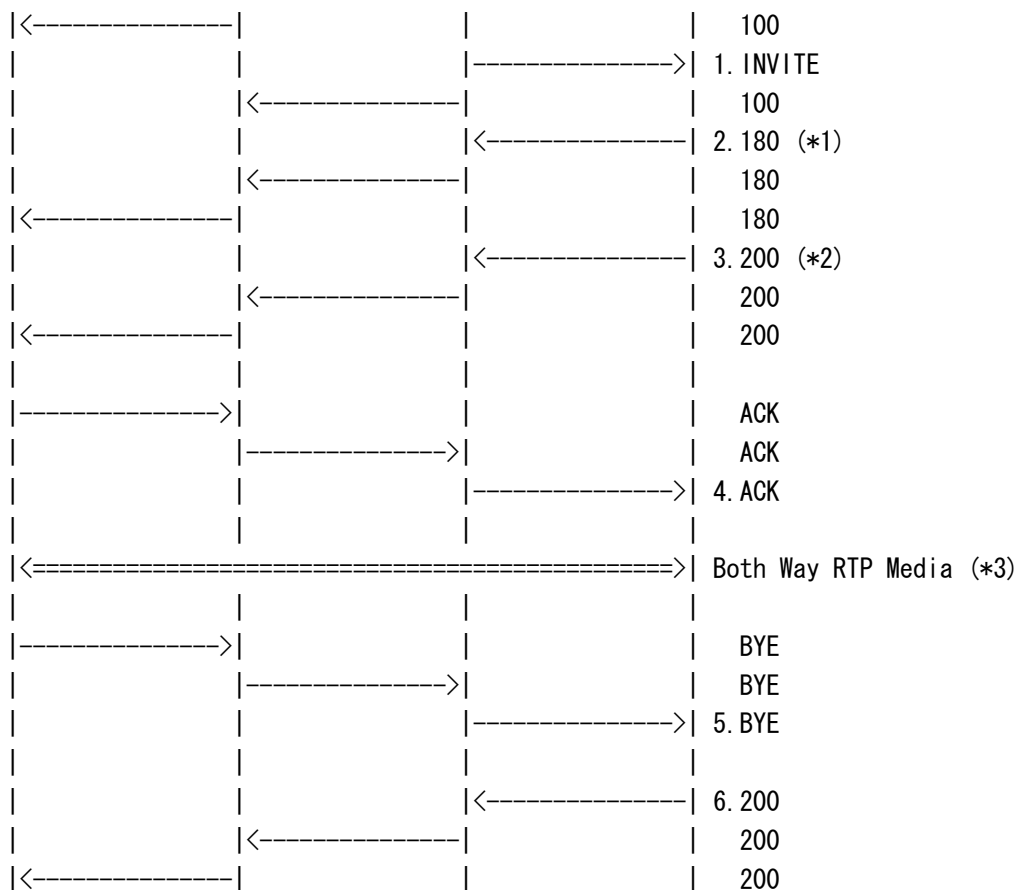 100
1. INVITE
100
2. 180 (*1)
180
180
3. 200 (*2)
200
200
ACK
ACK
4. ACK
Both Way RTP Media (*3)
BYE
BYE
5. BYE
6. 200
200
200